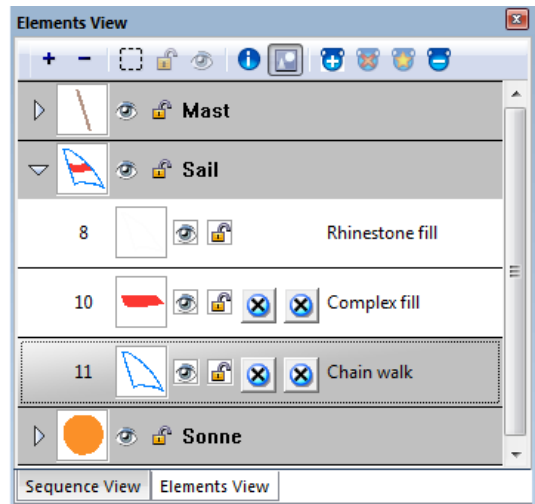 Elements View
Mast
Sail
8 Rhinestone fill
10 Complex fill
11 Chain walk
Sonne
Sequence View Elements View